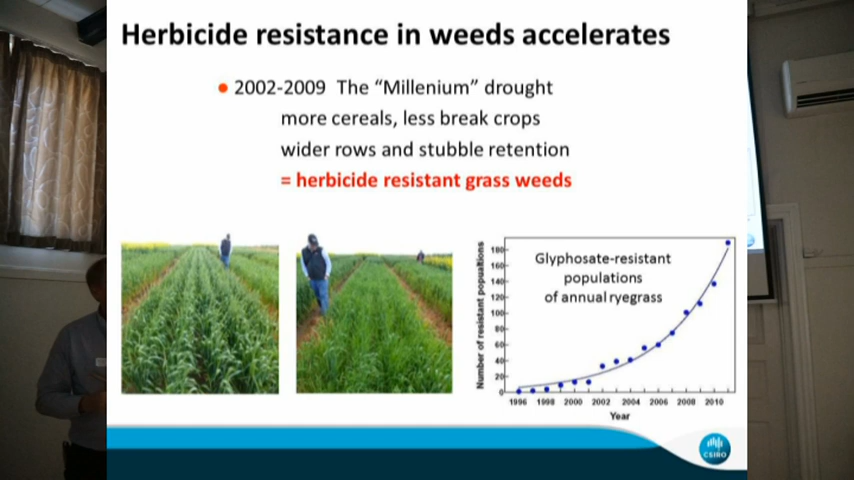 Herbicide resistance in weeds accelerates
• 2002-2009 The “Millenium” drought
more cereals, less break crops
wider rows and stubble retention
= herbicide resistant grass weeds
Glyphosate-resistant
populations
of annual ryegrass
Number of resistant populations
180
160
140
120
100
80
60
40
20
0
1996 1998 2000 2002 2004 2006 2008 2010
Year
CSIRO